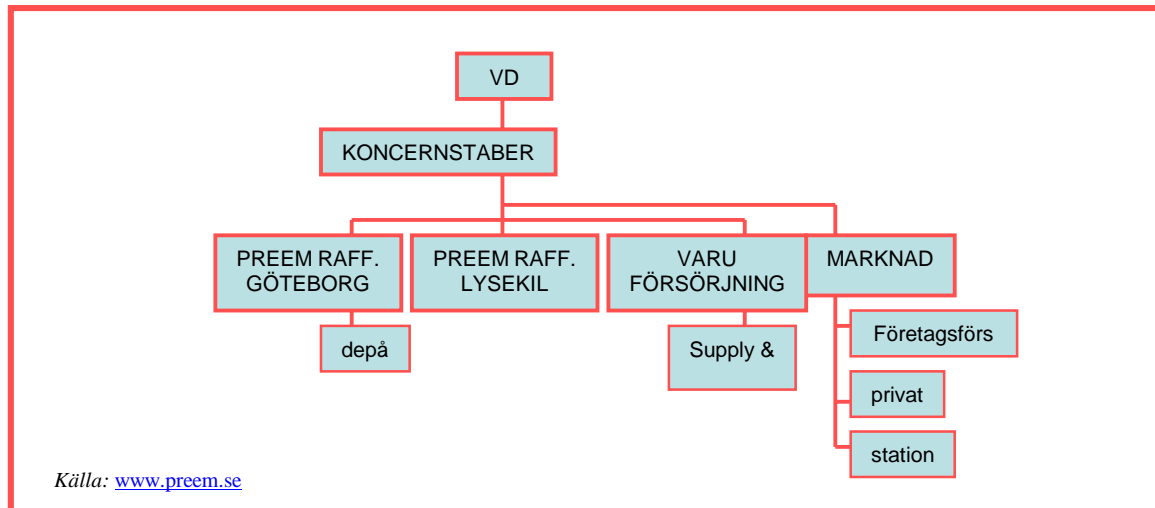 VD
KONCERNSTABER
PREEM RAFF.
GÖTEBORG
PREEM RAFF.
LYSEKIL
VARU
FÖRSÖRJNING
MARKNAD
depå
Supply &
Företagsförs
privat
station
Källa: www.preem.se